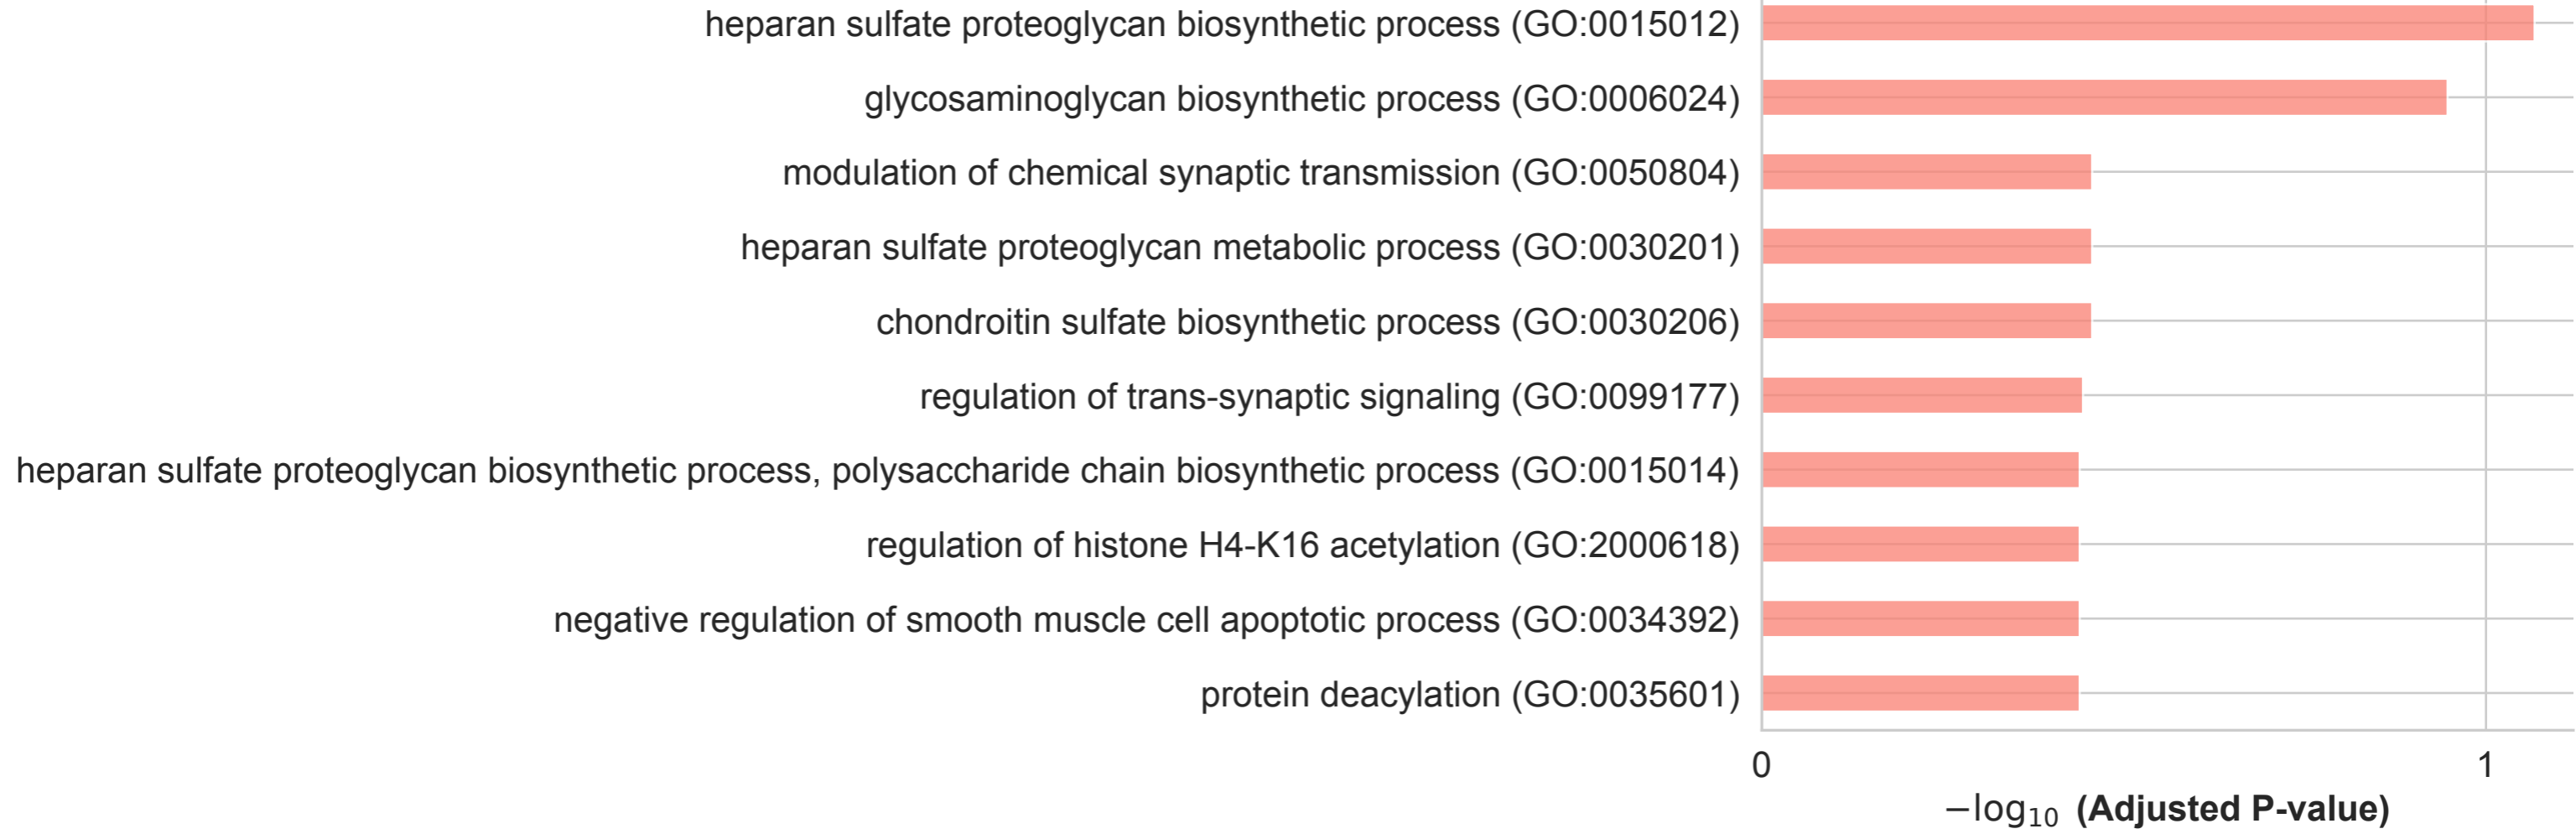 heparan sulfate proteoglycan biosynthetic process (GO:0015012)
glycosaminoglycan biosynthetic process (GO:0006024)
modulation of chemical synaptic transmission (GO:0050804)
heparan sulfate proteoglycan metabolic process (GO:0030201)
chondroitin sulfate biosynthetic process (GO:0030206)
regulation of trans-synaptic signaling (GO:0099177)
heparan sulfate proteoglycan biosynthetic process, polysaccharide chain biosynthetic process (GO:0015014)
regulation of histone H4-K16 acetylation (GO:2000618)
negative regulation of smooth muscle cell apoptotic process (GO:0034392)
protein deacylation (GO:0035601)
0 1
−log₁₀ (Adjusted P-value)